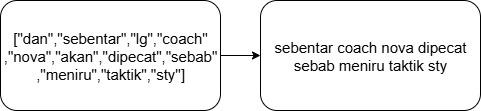 ["dan","sebentar","lg","coach"
,"nova","akan","dipecat","sebab"
,"meniru","taktik","sty"]
sebentar coach nova dipecat
sebab meniru taktik sty